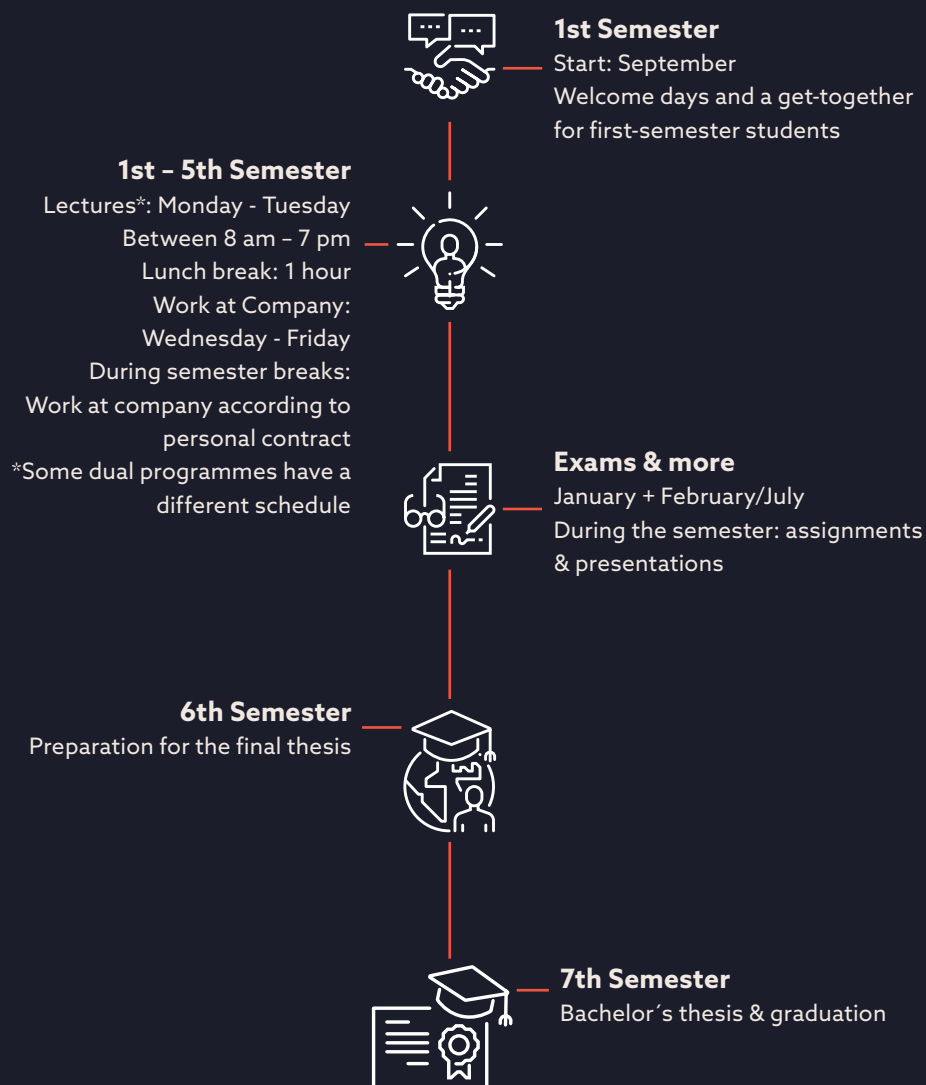 1st Semester
Start: September
Welcome days and a get-together
for first-semester students
1st – 5th Semester
Lectures*: Monday - Tuesday
Between 8 am – 7 pm
Lunch break: 1 hour
Work at Company:
Wednesday - Friday
During semester breaks:
Work at company according to
personal contract
*Some dual programmes have a
different schedule
Exams & more
January + February/July
During the semester: assignments
& presentations
6th Semester
Preparation for the final thesis
7th Semester
Bachelor´s thesis & graduation